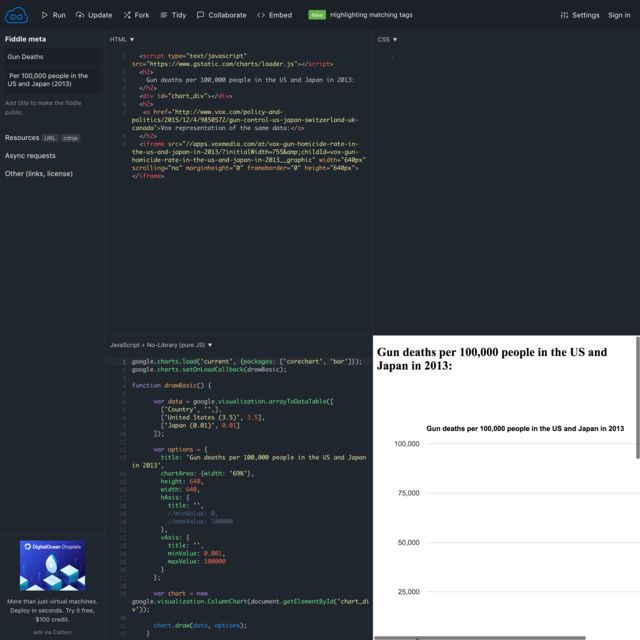 Run Update Fork Tidy Collaborate Embed New Highlighting matching tags Settings Sign in
Fiddle meta
Gun Deaths
Per 100,000 people in the
US and Japan (2013)
Add title to make the fiddle
public.
Resources URL cdnjs
Async requests
Other (links, license)
DigitalOcean Droplets
More than just virtual machines.
Deploy in seconds. Try it free,
$100 credit.
ads via Carbon
HTML ▼
1 <script type="text/javascript"
src="https://www.gstatic.com/charts/loader.js"></script>
2 <h2>
3 Gun deaths per 100,000 people in the US and Japan in 2013:
4 </h2>
5 <div id="chart_div"></div>
6 <h2>
7 <a href='http://www.vox.com/policy-and-
politics/2015/12/4/9850572/gun-control-us-japan-switzerland-uk-
canada'>Vox representation of the same data:</a>
8 </h2>
9 <iframe src="//apps.voxmedia.com/at/vox-gun-homicide-rate-in-
the-us-and-japan-in-2013/?initialWidth=755&amp;childId=vox-gun-
homicide-rate-in-the-us-and-japan-in-2013__graphic" width="640px"
scrolling="no" marginheight="0" frameborder="0" height="640px">
</iframe>
CSS ▼
1
JavaScript + No-Library (pure JS) ▼
1 google.charts.load('current', {packages: ['corechart', 'bar']});
2 google.charts.setOnLoadCallback(drawBasic);
3
4 function drawBasic() {
5
6 var data = google.visualization.arrayToDataTable([
7 ['Country', '',],
8 ['United States (3.5)', 3.5],
9 ['Japan (0.01)', 0.01]
10 ]);
11
12 var options = {
13 title: 'Gun deaths per 100,000 people in the US and Japan
in 2013',
14 chartArea: {width: '69%'},
15 height: 640,
16 width: 640,
17 hAxis: {
18 title: '',
19 //minValue: 0,
20 //maxValue: 100000
21 },
22 vAxis: {
23 title: '',
24 minValue: 0.001,
25 maxValue: 100000
26 }
27 };
28
29 var chart = new
google.visualization.ColumnChart(document.getElementById('chart_di
v'));
30
31 chart.draw(data, options);
32 }
Gun deaths per 100,000 people in the US and
Japan in 2013:
Gun deaths per 100,000 people in the US and Japan in 2013
100,000
75,000
50,000
25,000